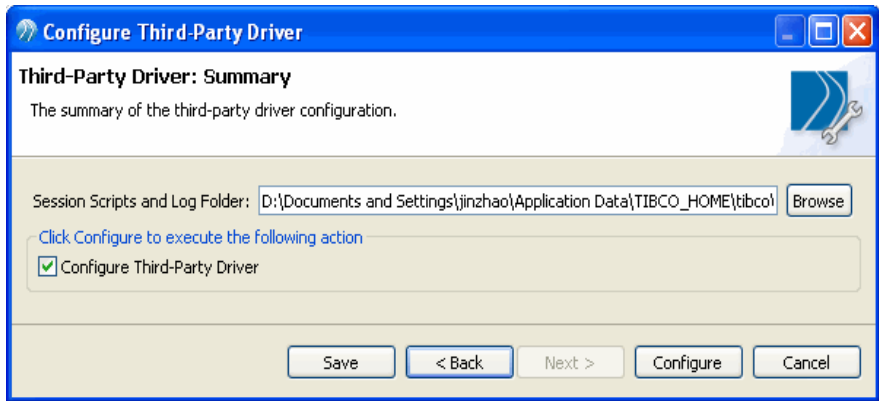 Configure Third-Party Driver
Third-Party Driver: Summary
The summary of the third-party driver configuration.
Session Scripts and Log Folder: D:\Documents and Settings\jinzhao\Application Data\TIBCO_HOME\tibco\ Browse
Click Configure to execute the following action
Configure Third-Party Driver
Save < Back Next > Configure Cancel